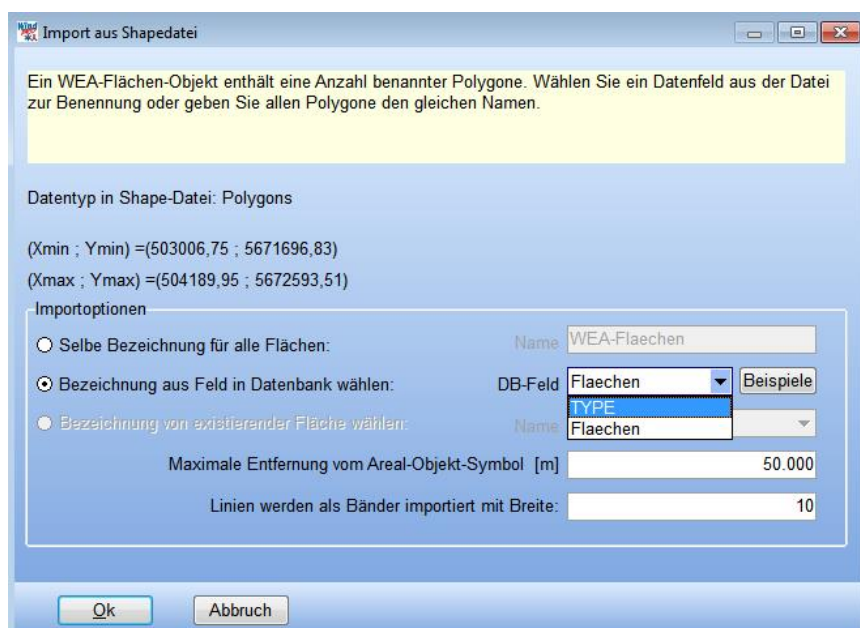 Import aus Shapedatei
Ein WEA-Flächen-Objekt enthält eine Anzahl benannter Polygone. Wählen Sie ein Datenfeld aus der Datei
zur Benennung oder geben Sie allen Polygone den gleichen Namen.
Datentyp in Shape-Datei: Polygons
(Xmin ; Ymin) =(503006,75 ; 5671696,83)
(Xmax ; Ymax) =(504189,95 ; 5672593,51)
Importoptionen
Selbe Bezeichnung für alle Flächen: Name WEA-Flaechen
Bezeichnung aus Feld in Datenbank wählen: DB-Feld Flaechen Beispiele
TYPE
Bezeichnung von existierender Fläche wählen: Name Flaechen
Maximale Entfernung vom Areal-Objekt-Symbol [m] 50.000
Linien werden als Bänder importiert mit Breite: 10
Ok Abbruch